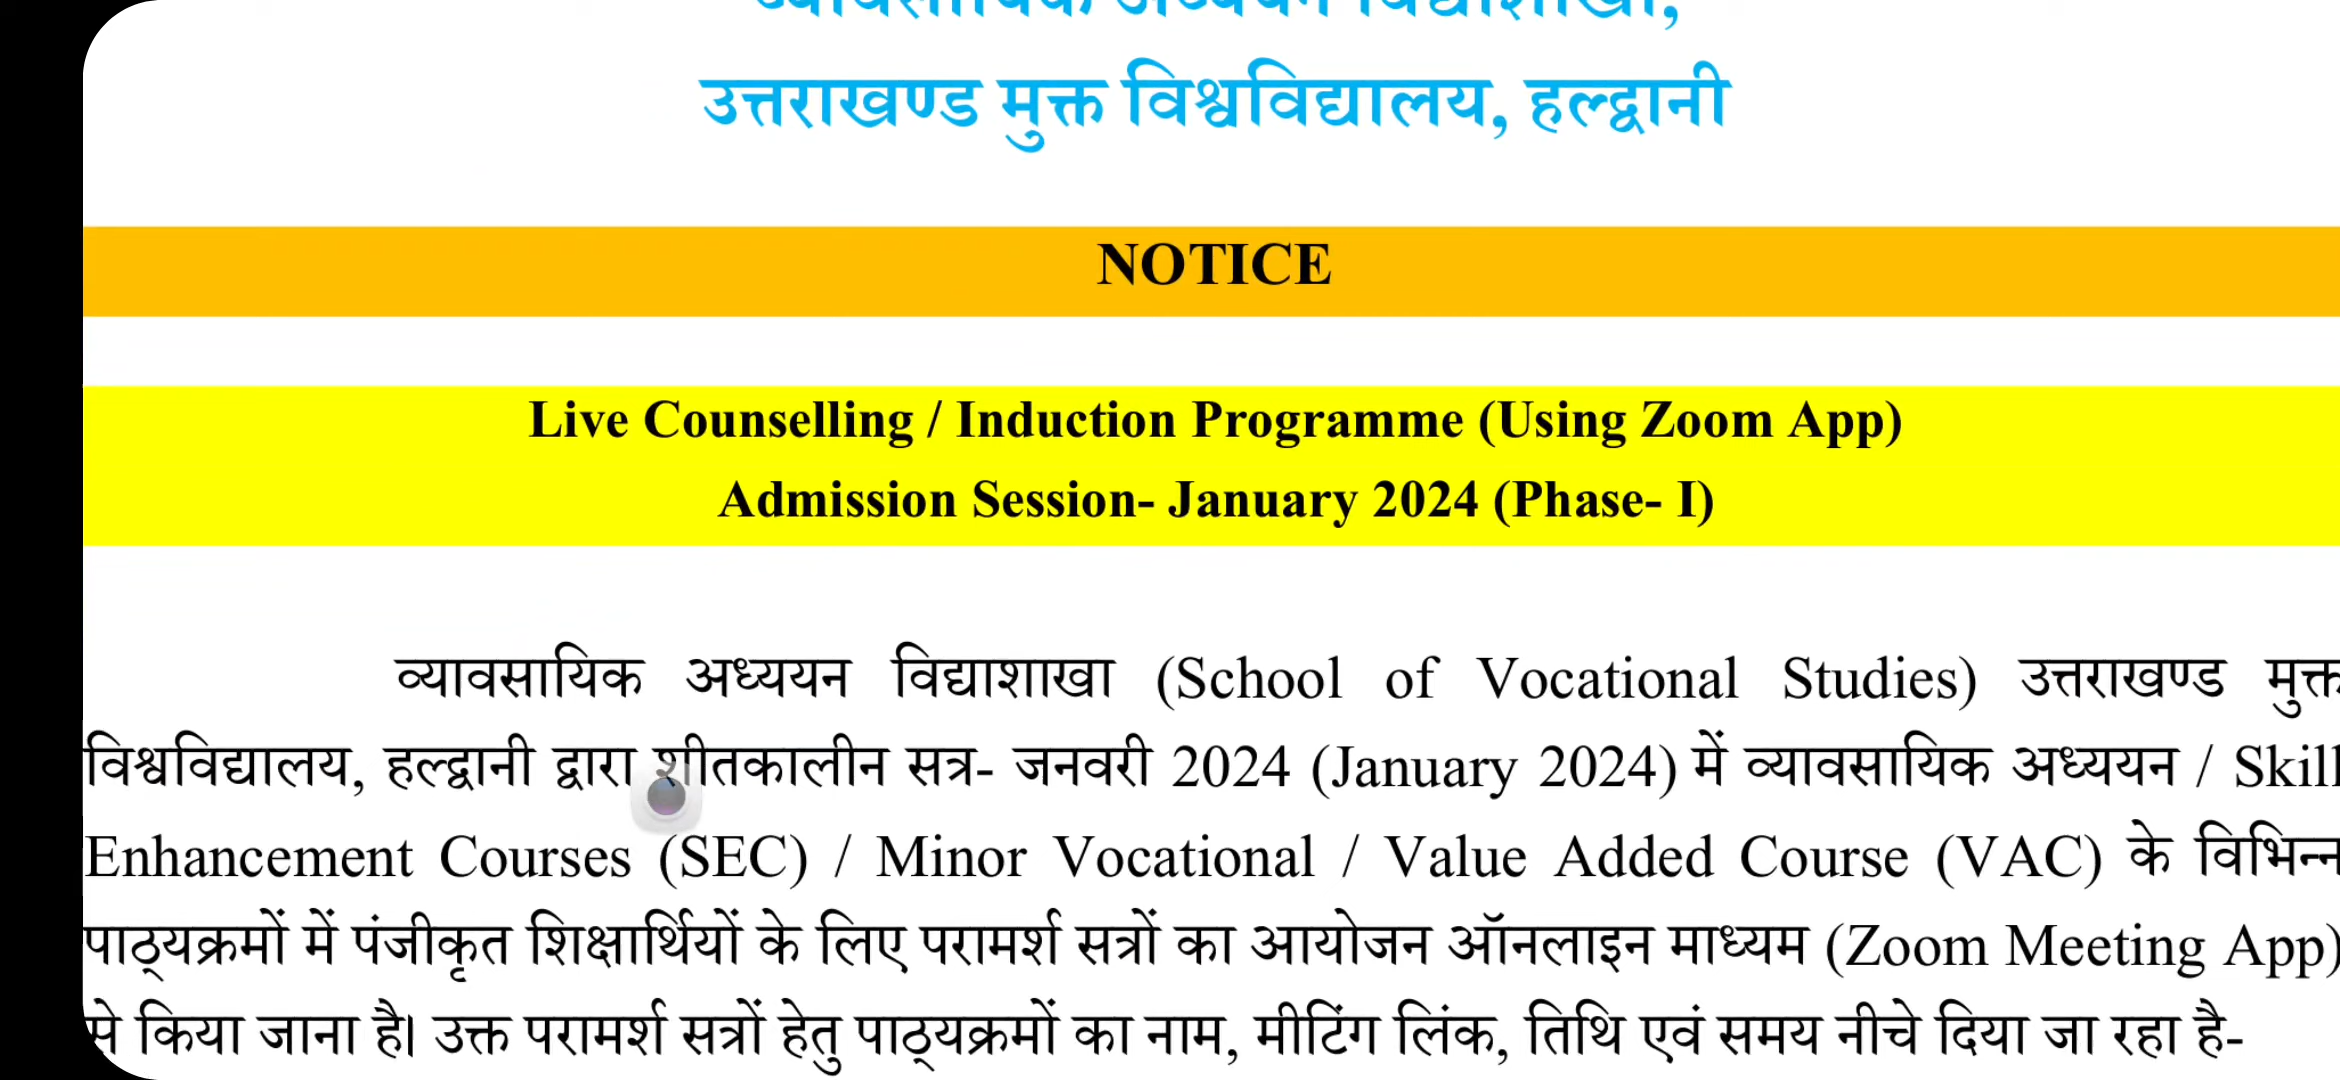 व्यावसायिक अध्ययन विद्याशाखा,
उत्तराखण्ड मुक्त विश्वविद्यालय, हल्द्वानी
NOTICE
Live Counselling / Induction Programme (Using Zoom App)
Admission Session- January 2024 (Phase- I)
व्यावसायिक अध्ययन विद्याशाखा (School of Vocational Studies) उत्तराखण्ड मुक्त
विश्वविद्यालय, हल्द्वानी द्वारा शीतकालीन सत्र- जनवरी 2024 (January 2024) में व्यावसायिक अध्ययन / Skill
Enhancement Courses (SEC) / Minor Vocational / Value Added Course (VAC) के विभिन्न
पाठ्यक्रमों में पंजीकृत शिक्षार्थियों के लिए परामर्श सत्रों का आयोजन ऑनलाइन माध्यम (Zoom Meeting App)
से किया जाना है। उक्त परामर्श सत्रों हेतु पाठ्यक्रमों का नाम, मीटिंग लिंक, तिथि एवं समय नीचे दिया जा रहा है-